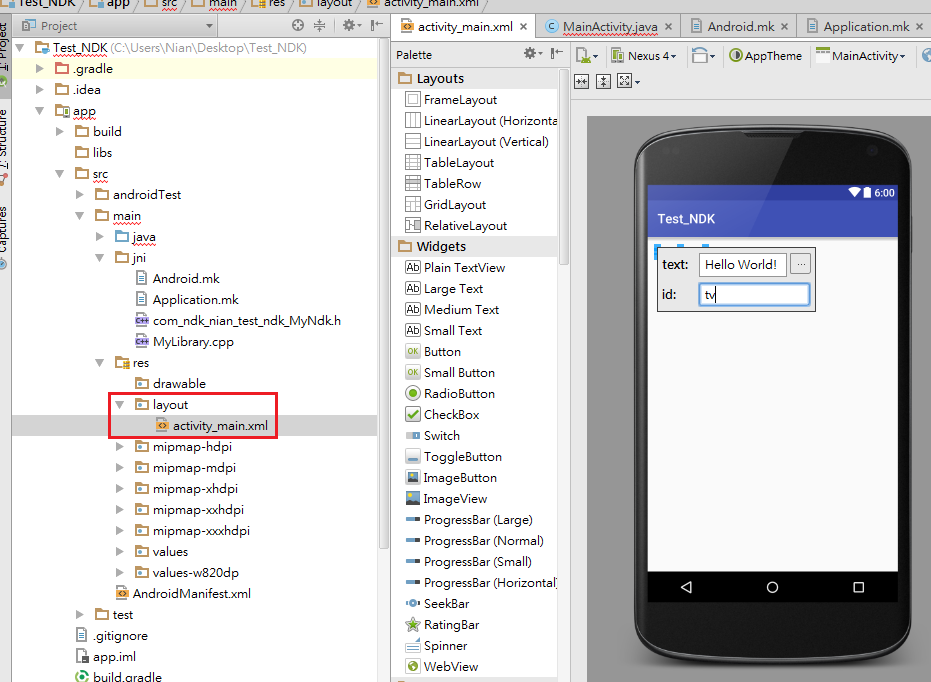 Test_NDK app src main res layout activity_main.xml
Project
activity_main.xml MainActivity.java Android.mk Application.mk
1: Project
Structure
Captures
Test_NDK (C:\Users\Nian\Desktop\Test_NDK)
.gradle
.idea
app
build
libs
src
androidTest
main
java
jni
Android.mk
Application.mk
com_ndk_nian_test_ndk_MyNdk.h
MyLibrary.cpp
res
drawable
layout
activity_main.xml
mipmap-hdpi
mipmap-mdpi
mipmap-xhdpi
mipmap-xxhdpi
mipmap-xxxhdpi
values
values-w820dp
AndroidManifest.xml
test
.gitignore
app.iml
build.gradle
Palette
Layouts
FrameLayout
LinearLayout (Horizonta
LinearLayout (Vertical)
TableLayout
TableRow
GridLayout
RelativeLayout
Widgets
Ab Plain TextView
Ab Large Text
Ab Medium Text
Ab Small Text
OK Button
OK Small Button
RadioButton
CheckBox
Switch
ToggleButton
ImageButton
ImageView
ProgressBar (Large)
ProgressBar (Normal)
ProgressBar (Small)
ProgressBar (Horizontal)
SeekBar
RatingBar
Spinner
WebView
Nexus 4 AppTheme MainActivity
6:00
Test_NDK
text: Hello World! ...
id: tv